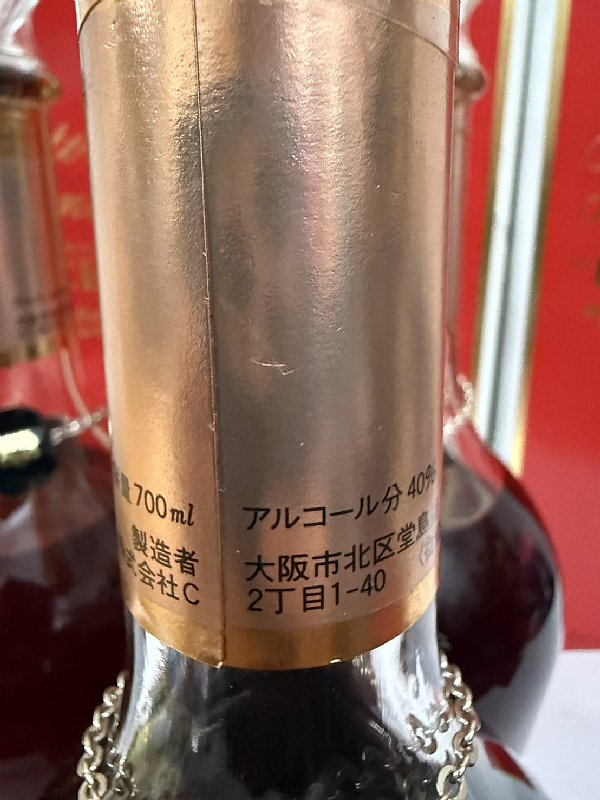 量700ml アルコール分40%
製造者 大阪市北区堂島
式会社C 2丁目1-40